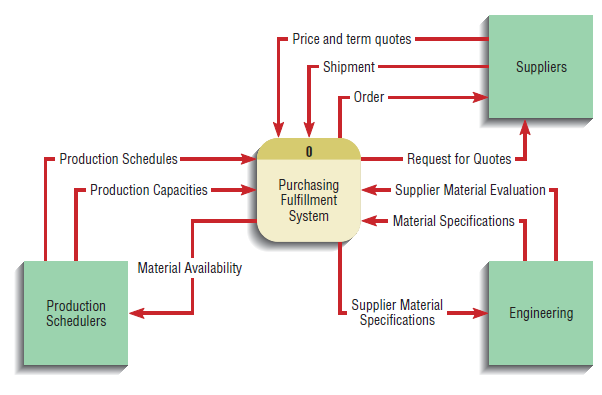 Price and term quotes
Shipment
Suppliers
Order
0
Production Schedules
Request for Quotes
Purchasing
Fulfillment
System
Production Capacities
Supplier Material Evaluation
Material Specifications
Material Availability
Production
Schedulers
Supplier Material
Specifications
Engineering